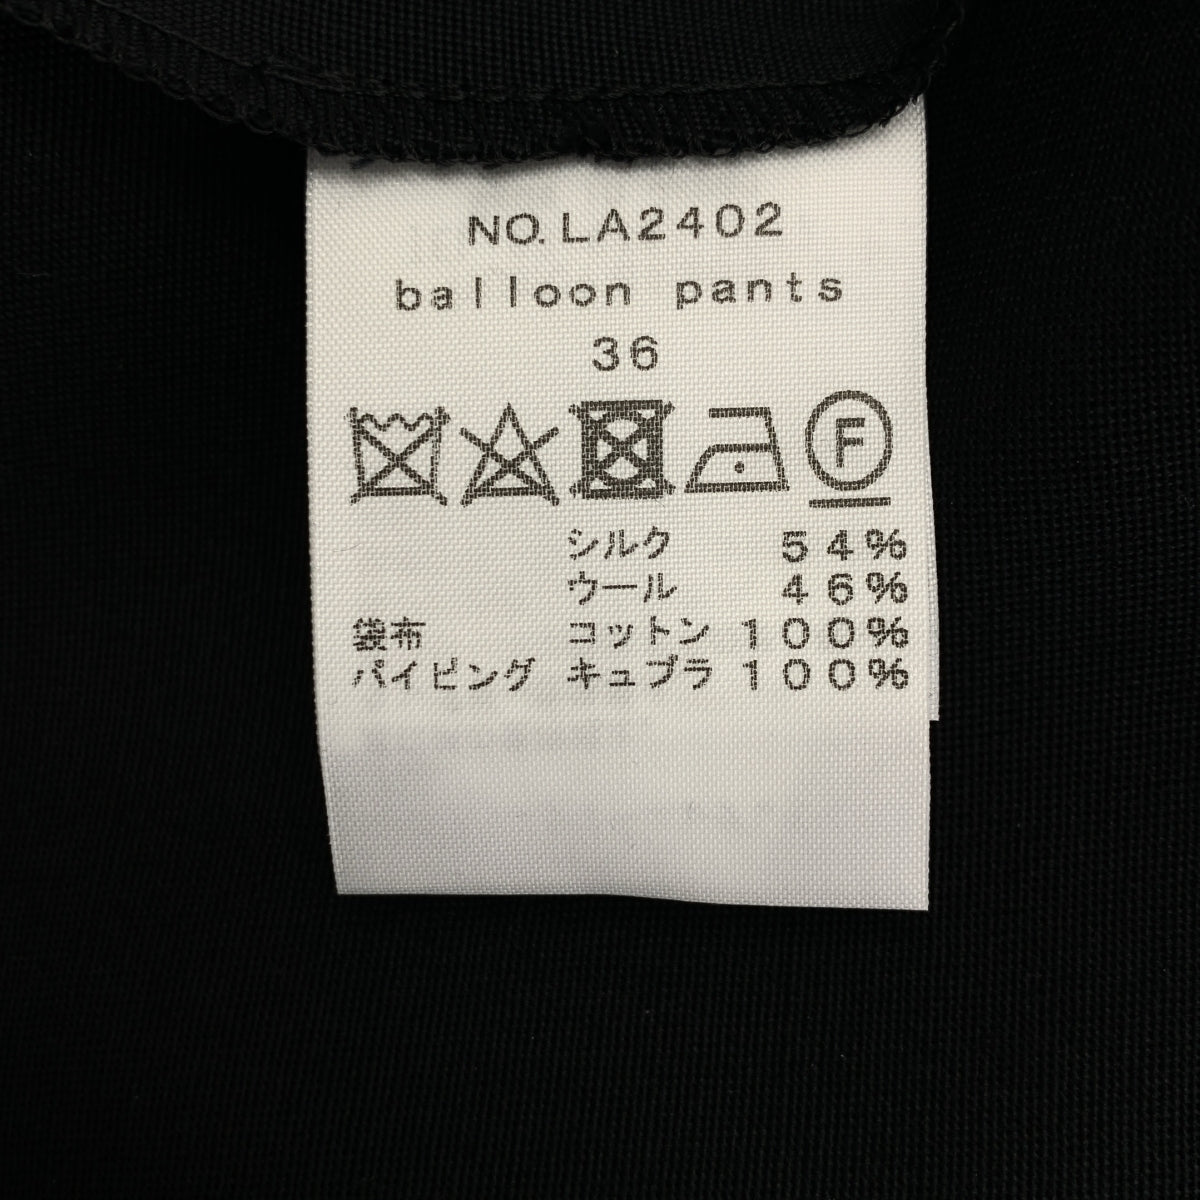 NO.LA2402
balloon pants
36
F
シルク 54%
ウール 46%
袋布 コットン 100%
パイピング キュプラ 100%